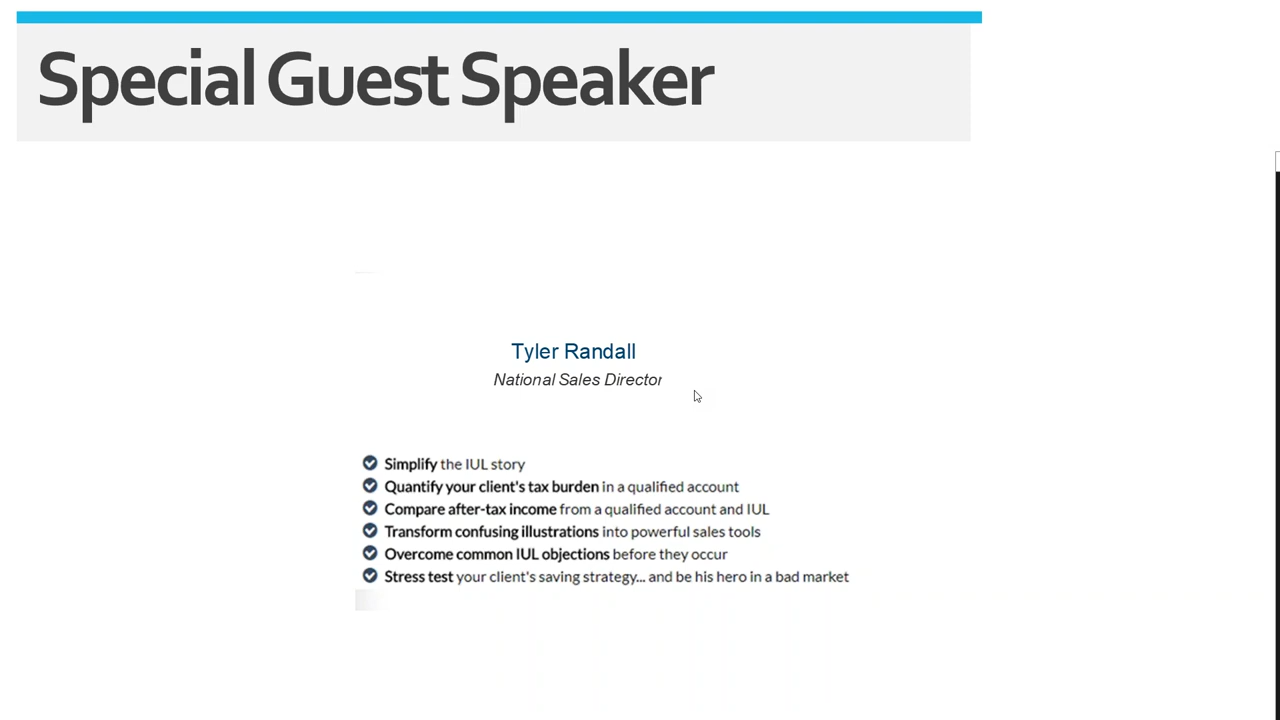 Special Guest Speaker
Tyler Randall
National Sales Director
Simplify the IUL story
Quantify your client's tax burden in a qualified account
Compare after-tax income from a qualified account and IUL
Transform confusing illustrations into powerful sales tools
Overcome common IUL objections before they occur
Stress test your client's saving strategy... and be his hero in a bad market